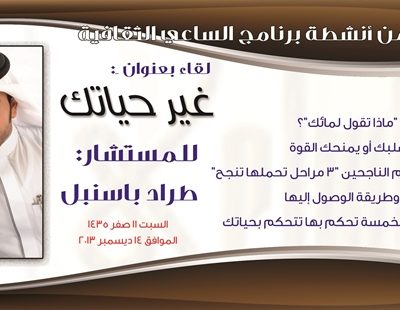 من أنشطة برنامج الساعي الثقافية
لقاء بعنوان :
غير حياتك
للمستشار:
طراد باسنبل
السبت ١١ صفر ١٤٣٥
الموافق ١٤ ديسمبر ٢٠١٣
"ماذا تقول لمائك"؟
أو يمنحك القوة
الناجحين "٣ مراحل تحملها تنجح"
وطريقة الوصول إليها
خمسة تحكم بها تتحكم بحياتك